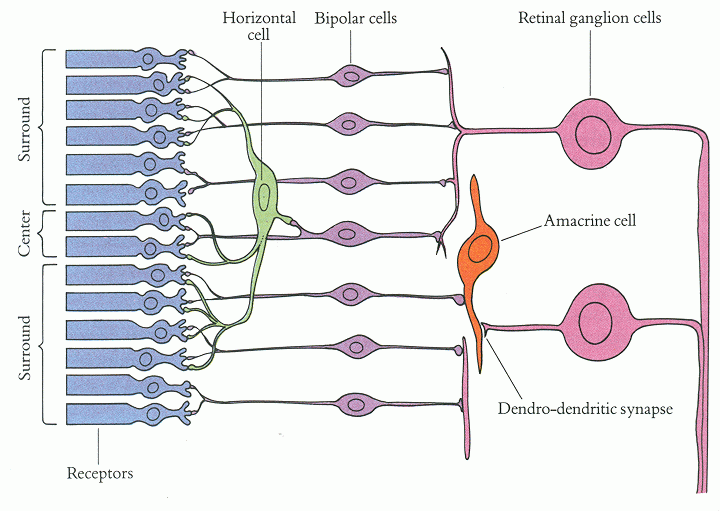 Horizontal
cell
Bipolar cells
Retinal ganglion cells
Surround
Center
Surround
Amacrine cell
Dendro-dendritic synapse
Receptors